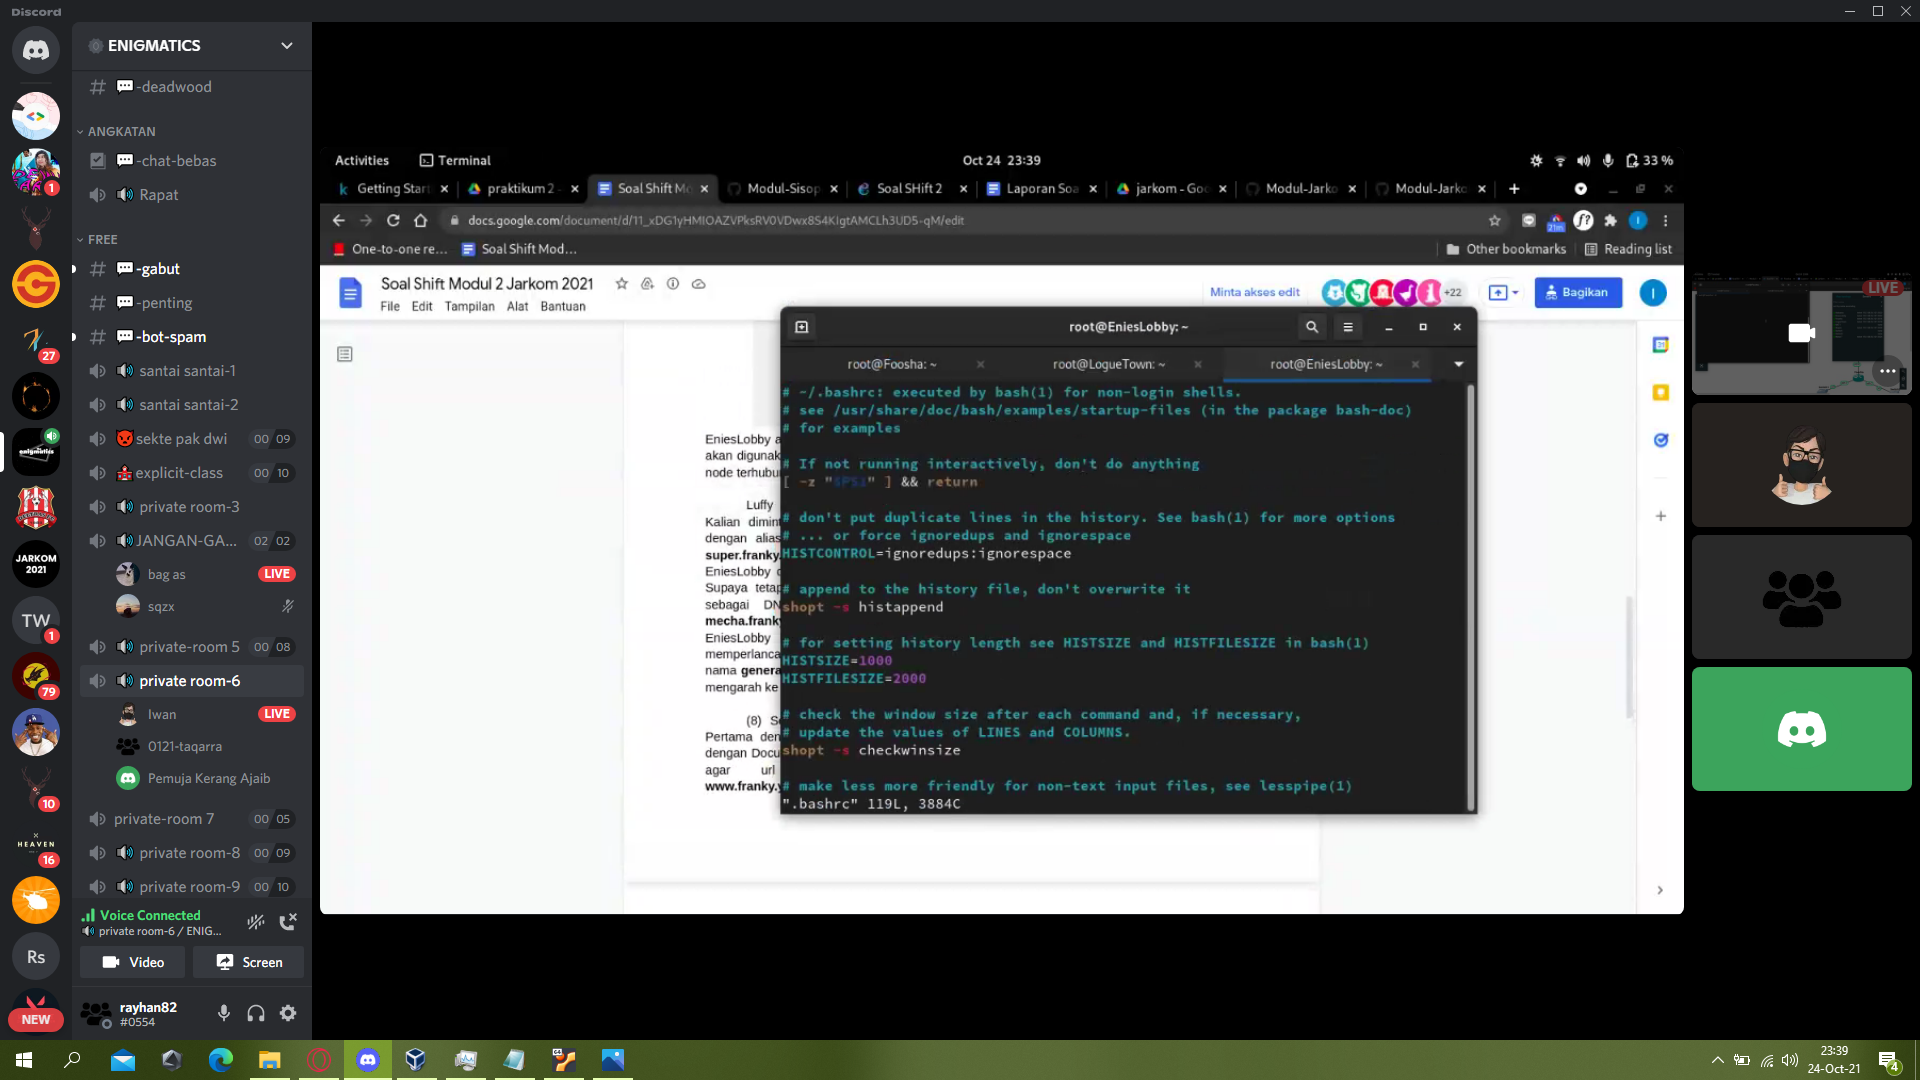 Discord
ENIGMATICS
-deadwood
ANGKATAN
-chat-bebas
Rapat
FREE
-gabut
-penting
-bot-spam
santai santai-1
santai santai-2
sekte pak dwi 00 09
explicit-class 00 10
private room-3
JANGAN-GA... 02 02
bag as LIVE
sqzx
private-room 5 00 08
private room-6
Iwan LIVE
0121-taqarra
Pemuja Kerang Ajaib
private-room 7 00 05
private room-8 00 09
private room-9 00 10
Voice Connected
private room-6 / ENIG...
Video Screen
rayhan82
#0554
1
27
JARKOM
2021
TW
1
79
10
HEAVEN
16
Rs
NEW
Activities Terminal Oct 24 23:39 33 %
Getting Star praktikum 2 - Soal Shift Mo Modul-Sisop Soal SHift 2 Laporan Soa jarkom - Goo Modul-Jarko Modul-Jarko
docs.google.com/document/d/11_xDG1yHMIOAZVPksRV0VDwx8S4KIgtAMCLh3UD5-qM/edit
21m
One-to-one re... Soal Shift Mod... Other bookmarks Reading list
Soal Shift Modul 2 Jarkom 2021
File Edit Tampilan Alat Bantuan
Minta akses edit +22 Bagikan I
EniesLobby a
akan digunak
node terhubu
Luffy
Kalian dimint
dengan alias
super.franky.
EniesLobby d
Supaya tetap
sebagai DN
mecha.franky
EniesLobby
memperlanca
nama genera
mengarah ke
(8) Se
Pertama den
dengan Docu
agar url
www.franky.y
root@EniesLobby: ~
root@Foosha: ~ root@LogueTown: ~ root@EniesLobby: ~
# ~/.bashrc: executed by bash(1) for non-login shells.
# see /usr/share/doc/bash/examples/startup-files (in the package bash-doc)
# for examples
# If not running interactively, don't do anything
[ -z "$PS1" ] && return
# don't put duplicate lines in the history. See bash(1) for more options
# ... or force ignoredups and ignorespace
HISTCONTROL=ignoredups:ignorespace
# append to the history file, don't overwrite it
shopt -s histappend
# for setting history length see HISTSIZE and HISTFILESIZE in bash(1)
HISTSIZE=1000
HISTFILESIZE=2000
# check the window size after each command and, if necessary,
# update the values of LINES and COLUMNS.
shopt -s checkwinsize
# make less more friendly for non-text input files, see lesspipe(1)
".bashrc" 119L, 3884C
LIVE
23:39
24-Oct-21
4